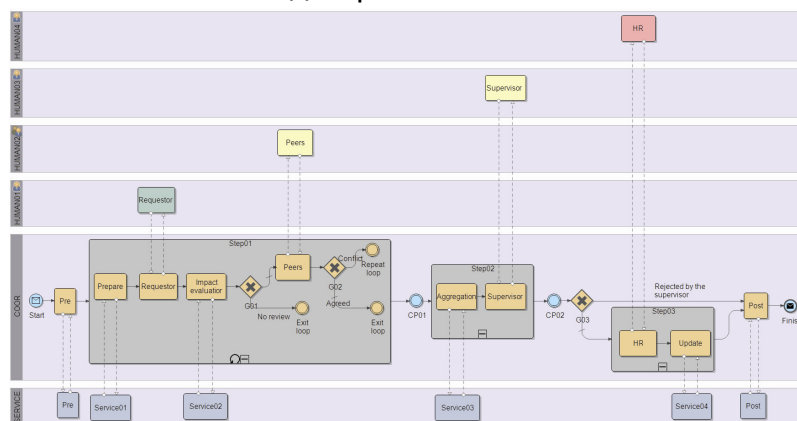 HUMAN04
HR
HUMAN03
Supervisor
HUMAN02
Peers
HUMAN01
Requestor
COOR
Step01
Start
Pre
Prepare
Requestor
Impact
evaluator
G01
No review
Exit
loop
Peers
G02
Conflict
Repeat
loop
Agreed
Exit
loop
CP01
Step02
Aggregation
Supervisor
CP02
G03
Rejected by the
supervisor
Step03
HR
Update
Post
Finis
SERVICE
Pre
Service01
Service02
Service03
Service04
Post